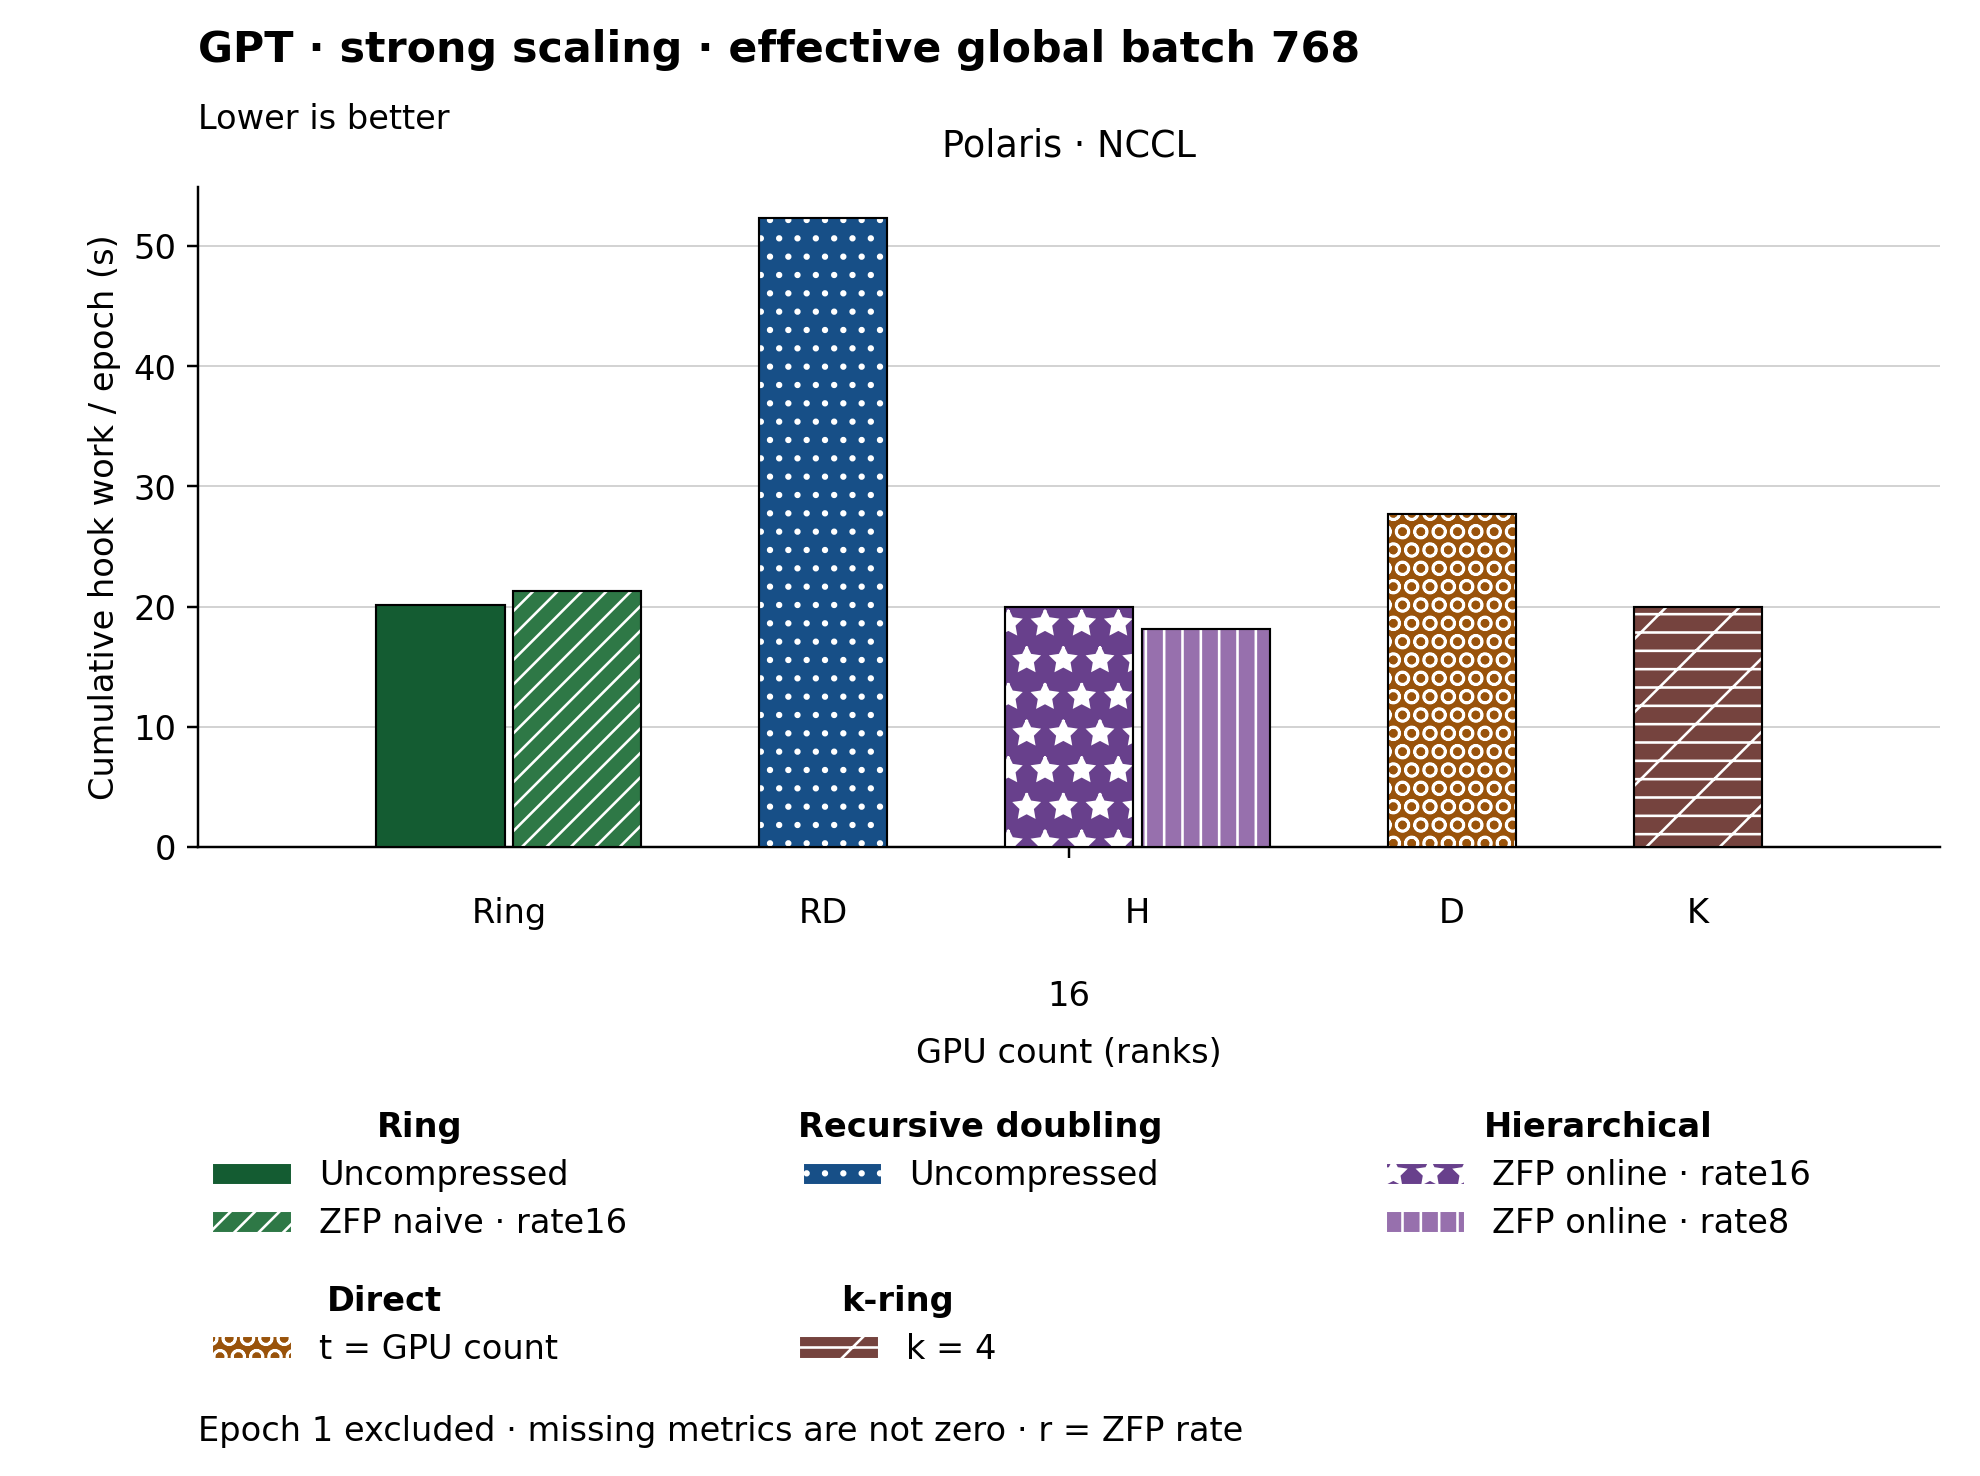 GPT · strong scaling · effective global batch 768
Lower is better
Polaris · NCCL
Cumulative hook work / epoch (s)
50
40
30
20
10
0
Ring RD H D K
16
GPU count (ranks)
Ring
Uncompressed
ZFP naive · rate16
Recursive doubling
Uncompressed
Hierarchical
ZFP online · rate16
ZFP online · rate8
Direct
t = GPU count
k-ring
k = 4
Epoch 1 excluded · missing metrics are not zero · r = ZFP rate